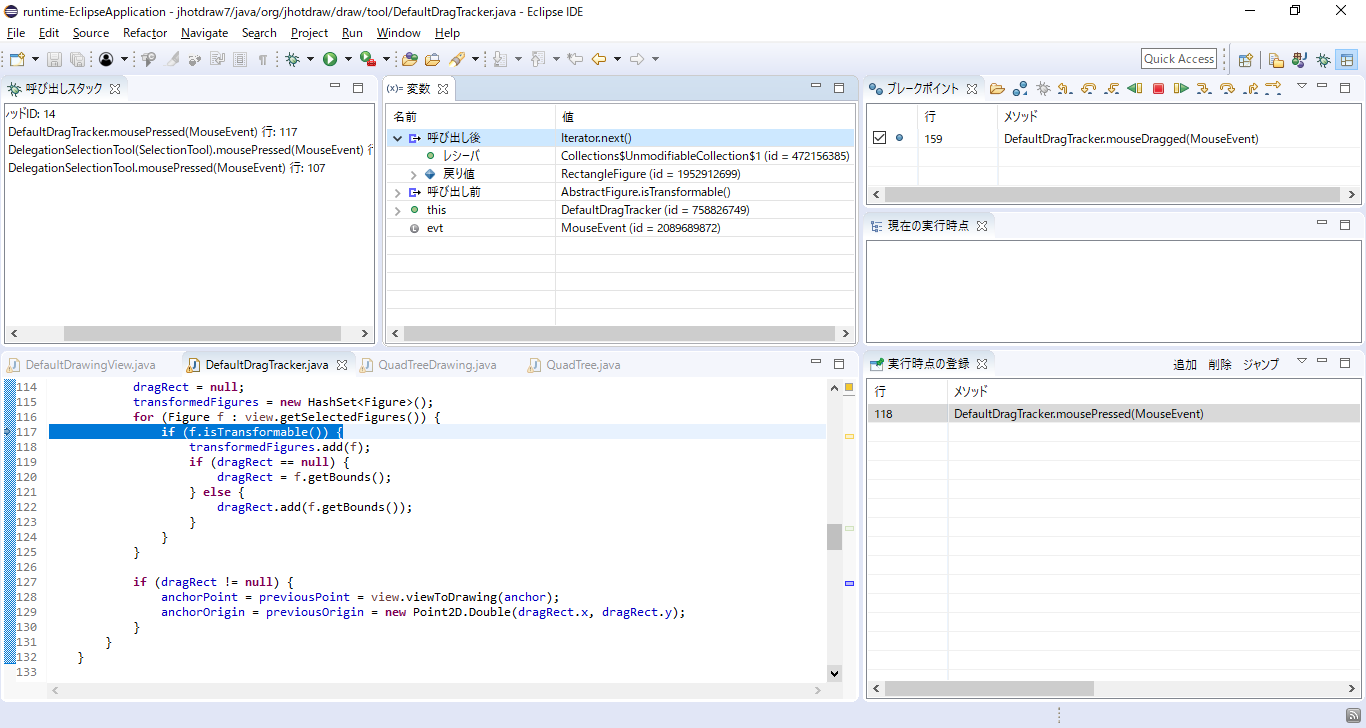 runtime-EclipseApplication - jhotdraw7/java/org/jhotdraw/draw/tool/DefaultDragTracker.java - Eclipse IDE
File Edit Source Refactor Navigate Search Project Run Window Help
Quick Access
呼び出しスタック
ッドID: 14
DefaultDragTracker.mousePressed(MouseEvent) 行: 117
DelegationSelectionTool(SelectionTool).mousePressed(MouseEvent) 行
DelegationSelectionTool.mousePressed(MouseEvent) 行: 107
(x)= 変数
名前 値
呼び出し後 Iterator.next()
レシーバ Collections$UnmodifiableCollection$1 (id = 472156385)
戻り値 RectangleFigure (id = 1952912699)
呼び出し前 AbstractFigure.isTransformable()
this DefaultDragTracker (id = 758826749)
evt MouseEvent (id = 2089689872)
ブレークポイント
行 メソッド
159 DefaultDragTracker.mouseDragged(MouseEvent)
現在の実行時点
DefaultDrawingView.java DefaultDragTracker.java QuadTreeDrawing.java QuadTree.java
114 dragRect = null;
115 transformedFigures = new HashSet<Figure>();
116 for (Figure f : view.getSelectedFigures()) {
117 if (f.isTransformable()) {
118 transformedFigures.add(f);
119 if (dragRect == null) {
120 dragRect = f.getBounds();
121 } else {
122 dragRect.add(f.getBounds());
123 }
124 }
125 }
126
127 if (dragRect != null) {
128 anchorPoint = previousPoint = view.viewToDrawing(anchor);
129 anchorOrigin = previousOrigin = new Point2D.Double(dragRect.x, dragRect.y);
130 }
131 }
132 }
133
実行時点の登録 追加 削除 ジャンプ
行 メソッド
118 DefaultDragTracker.mousePressed(MouseEvent)